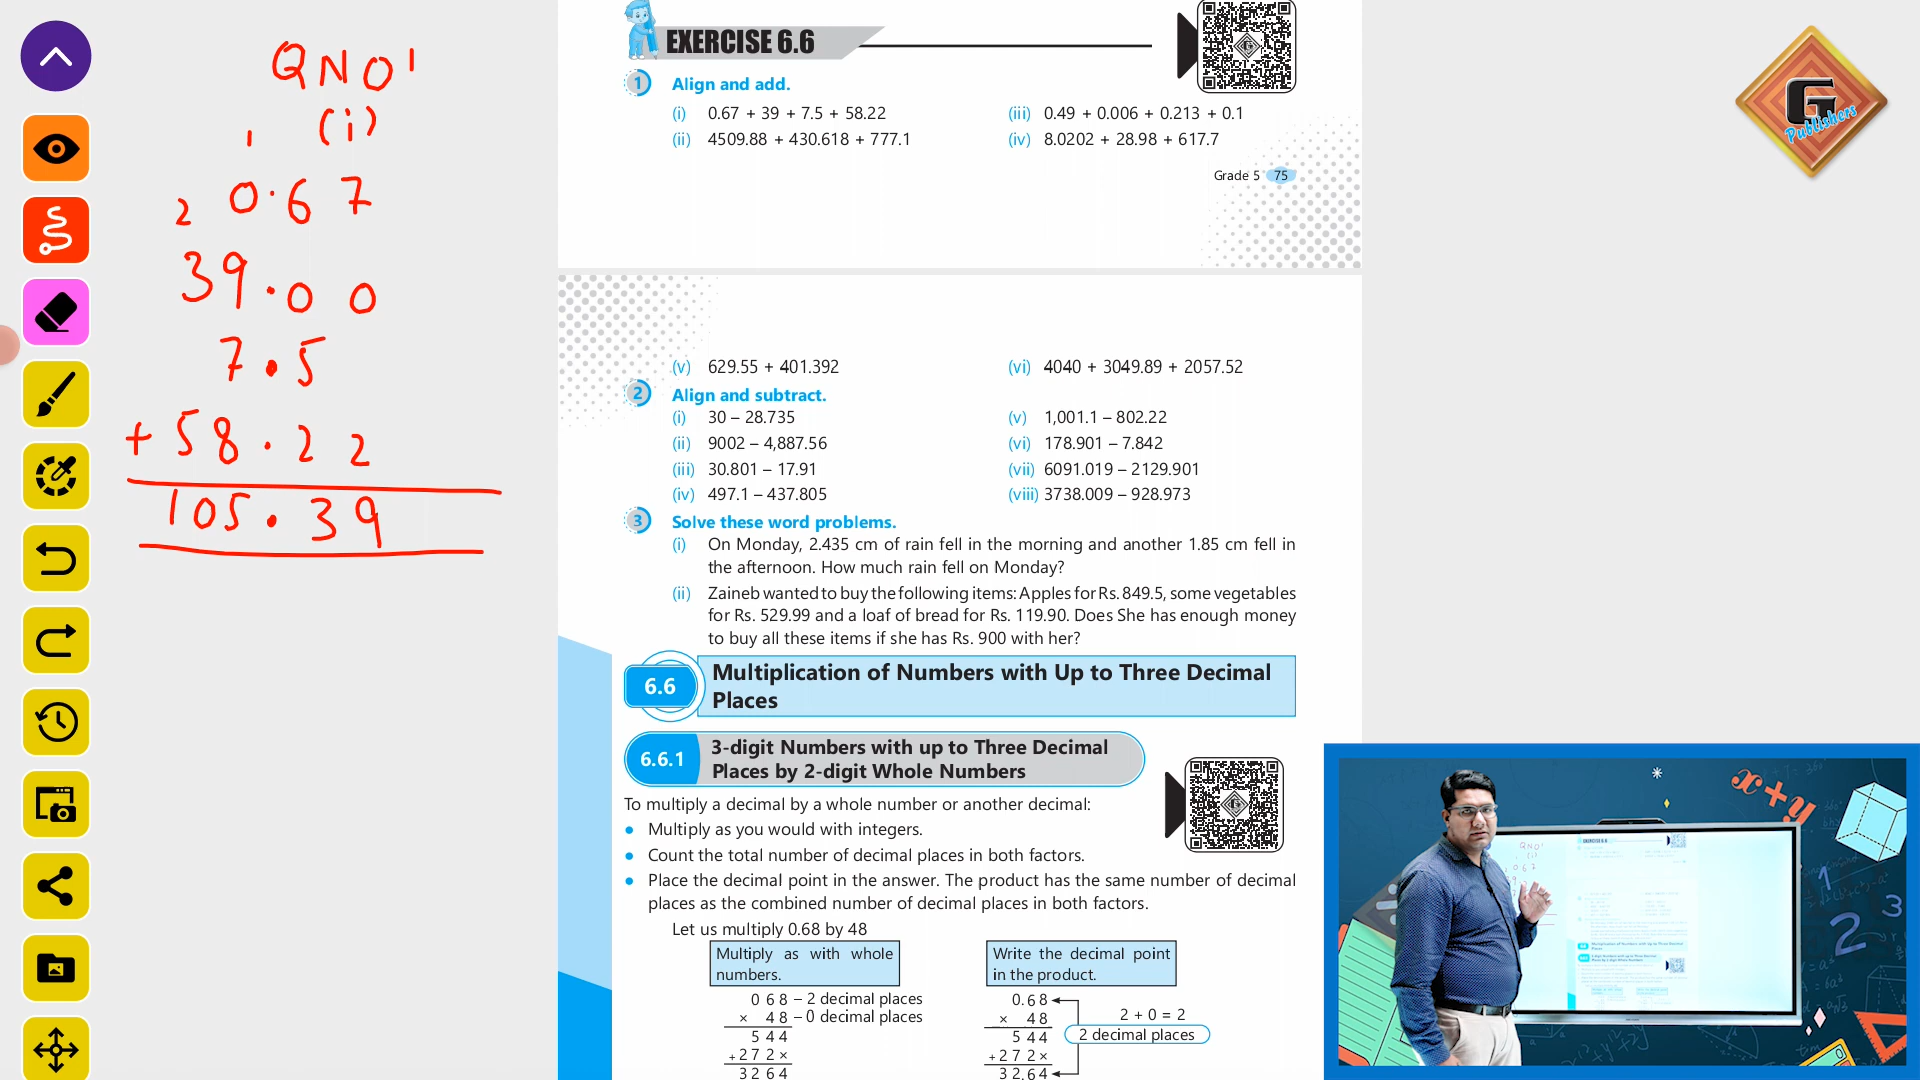 Q NO 1
(i)
1
2 0.67
39.00
7.5
+ 58.22
105.39
EXERCISE 6.6
1 Align and add.
(i) 0.67 + 39 + 7.5 + 58.22
(ii) 4509.88 + 430.618 + 777.1
(iii) 0.49 + 0.006 + 0.213 + 0.1
(iv) 8.0202 + 28.98 + 617.7
Grade 5 75
(v) 629.55 + 401.392
(vi) 4040 + 3049.89 + 2057.52
2 Align and subtract.
(i) 30 – 28.735
(ii) 9002 – 4,887.56
(iii) 30.801 – 17.91
(iv) 497.1 – 437.805
(v) 1,001.1 – 802.22
(vi) 178.901 – 7.842
(vii) 6091.019 – 2129.901
(viii) 3738.009 – 928.973
3 Solve these word problems.
(i) On Monday, 2.435 cm of rain fell in the morning and another 1.85 cm fell in
the afternoon. How much rain fell on Monday?
(ii) Zaineb wanted to buy the following items: Apples for Rs. 849.5, some vegetables
for Rs. 529.99 and a loaf of bread for Rs. 119.90. Does She has enough money
to buy all these items if she has Rs. 900 with her?
6.6 Multiplication of Numbers with Up to Three Decimal
Places
6.6.1 3-digit Numbers with up to Three Decimal
Places by 2-digit Whole Numbers
To multiply a decimal by a whole number or another decimal:
• Multiply as you would with integers.
• Count the total number of decimal places in both factors.
• Place the decimal point in the answer. The product has the same number of decimal
places as the combined number of decimal places in both factors.
Let us multiply 0.68 by 48
Multiply as with whole
numbers.
0 6 8 – 2 decimal places
× 4 8 – 0 decimal places
5 4 4
+ 2 7 2 ×
3 2 6 4
Write the decimal point
in the product.
0.6 8
× 4 8
5 4 4
+ 2 7 2 ×
3 2.6 4
2 + 0 = 2
2 decimal places
G
Publishers
x+y
1
2
3